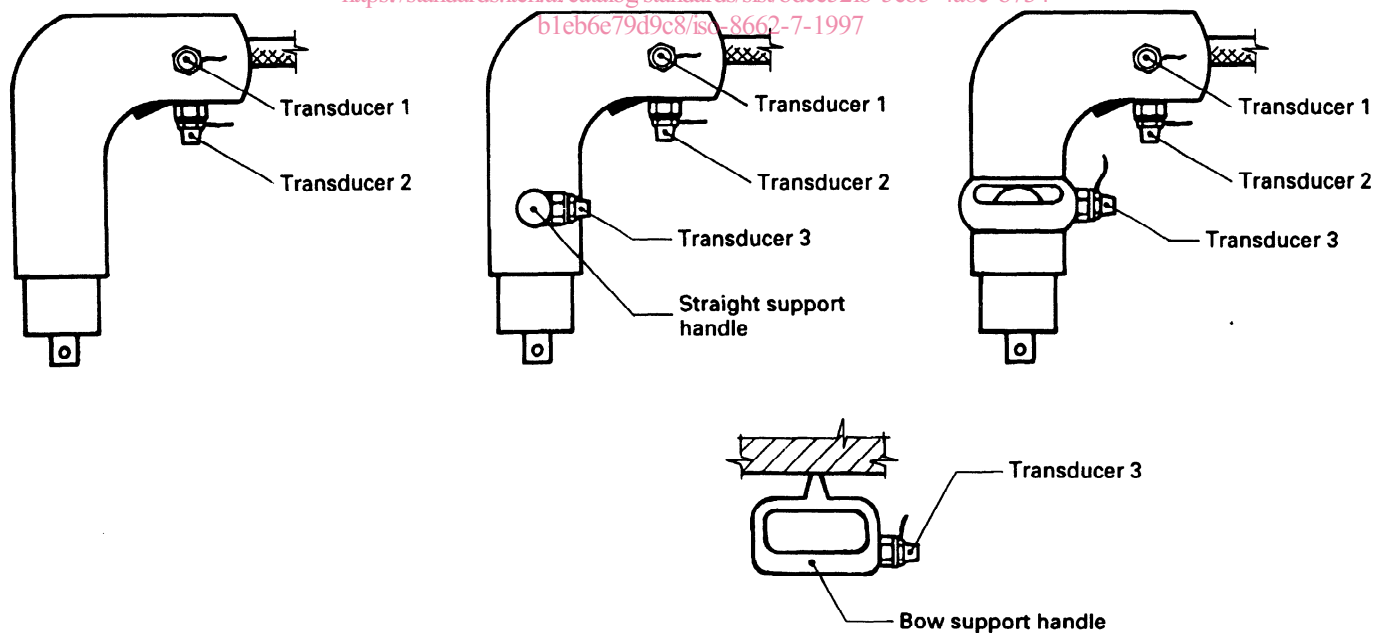 b1eb6e79d9c8/iso-8662-7-1997
Transducer 1
Transducer 2
Transducer 1
Transducer 2
Transducer 3
Straight support
handle
Transducer 1
Transducer 2
Transducer 3
Transducer 3
Bow support handle